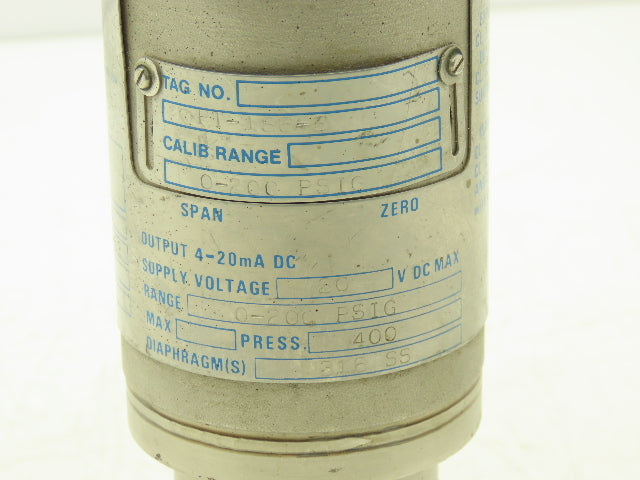 TAG NO.
CALIB RANGE
0-200 PSIG
SPAN ZERO
OUTPUT 4-20mA DC
SUPPLY VOLTAGE V DC MAX
RANGE 0-200 PSIG
MAX PRESS. 400
DIAPHRAGM(S) 316 SS